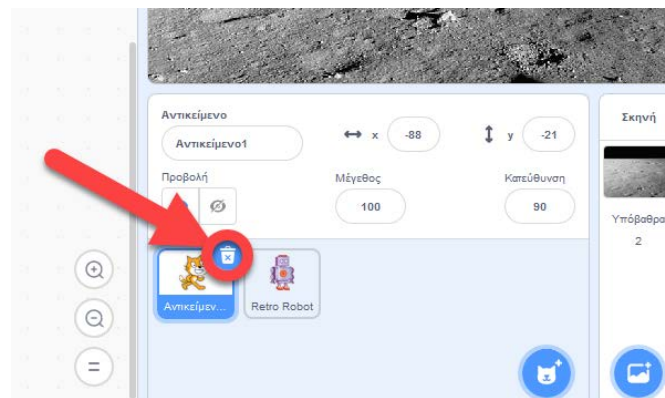 Αντικείμενο
Αντικείμενο1
x -88
y -21
Προβολή
Μέγεθος
Κατεύθυνση
100
90
Αντικείμεν...
Retro Robot
Σκηνή
Υπόβαθρα
2